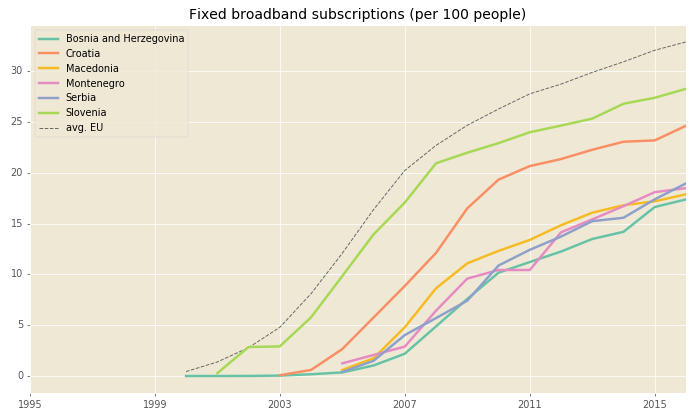 Fixed broadband subscriptions (per 100 people)
Bosnia and Herzegovina
Croatia
Macedonia
Montenegro
Serbia
Slovenia
avg. EU
30
25
20
15
10
5
0
1995 1999 2003 2007 2011 2015